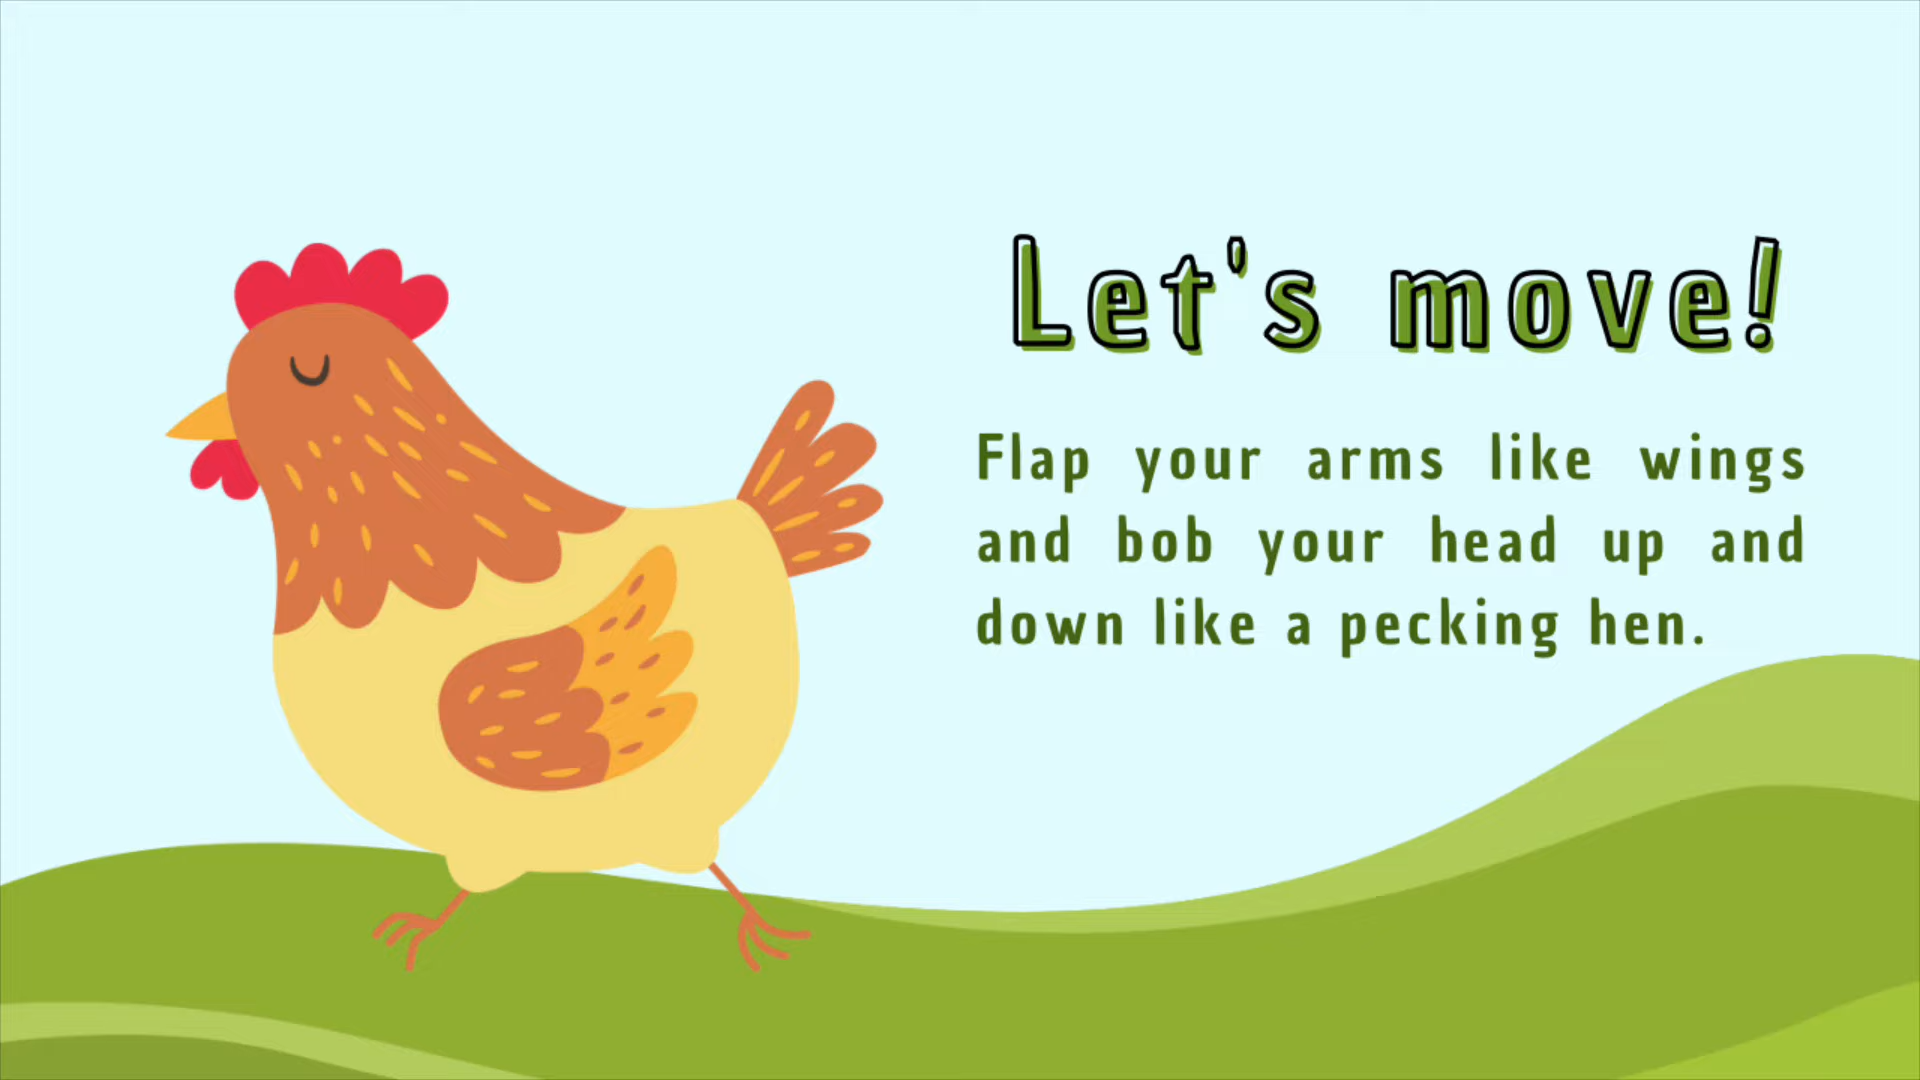 Let's move!
Flap your arms like wings
and bob your head up and
down like a pecking hen.